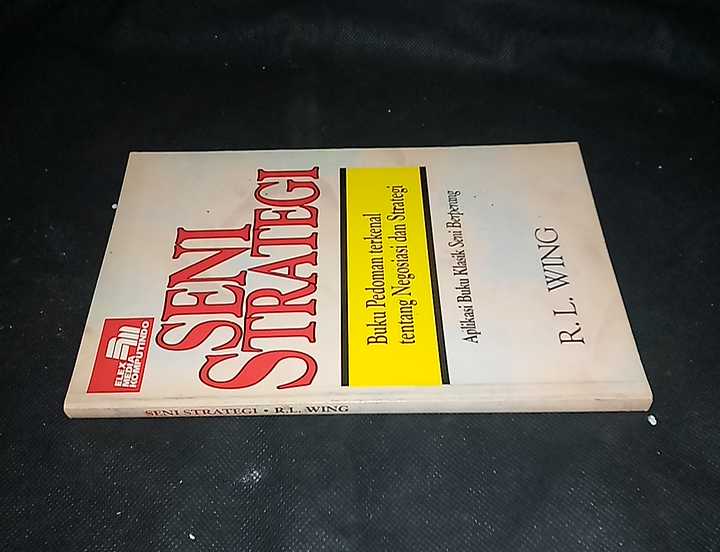 ELEX
MEDIA
KOMPUTINDO
SENI
STRATEGI
Buku Pedoman terkenal
tentang Negosiasi dan Strategi
Aplikasi Buku Klasik Seni Berperang
R. L. WING
SENI STRATEGI • R.L. WING